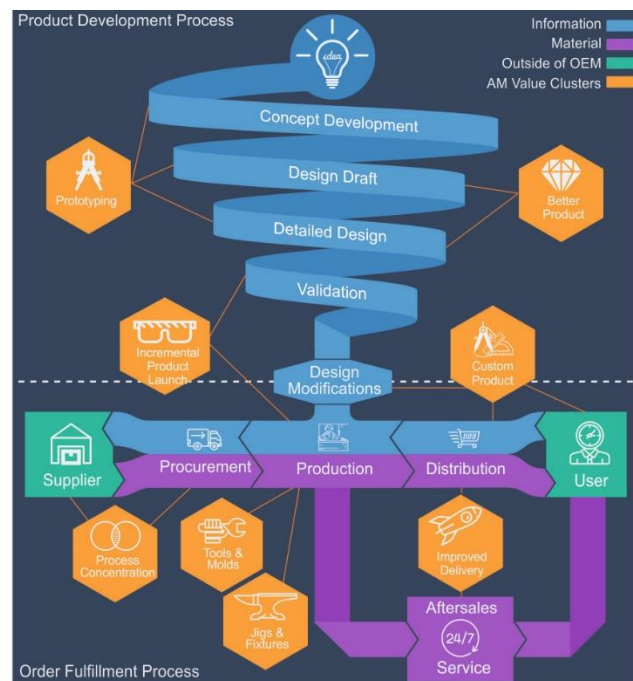 Product Development Process
Information
Material
Outside of OEM
AM Value Clusters
idea
Concept Development
Design Draft
Prototyping
Better
Product
Detailed Design
Validation
Incremental
Product
Launch
Design
Modifications
Custom
Product
Supplier
Procurement
Production
Distribution
User
Process
Concentration
Tools &
Molds
Improved
Delivery
Jigs &
Fixtures
Aftersales
24/7
Service
Order Fulfillment Process